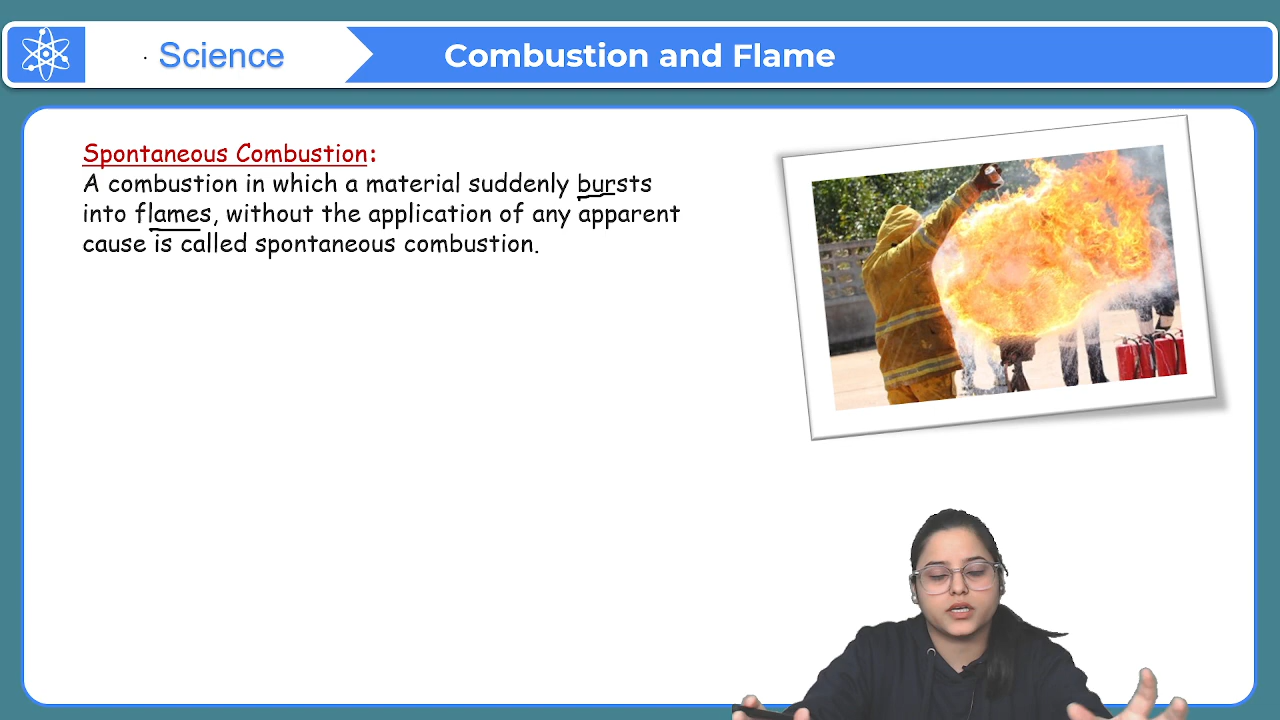 Science
Combustion and Flame
Spontaneous Combustion:
A combustion in which a material suddenly bursts
into flames, without the application of any apparent
cause is called spontaneous combustion.